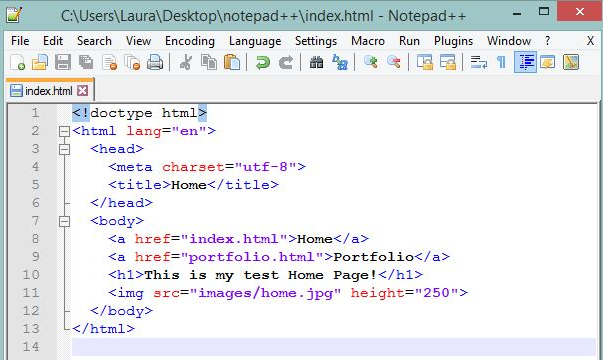 C:\Users\Laura\Desktop\notepad++\index.html - Notepad++
File Edit Search View Encoding Language Settings Macro Run Plugins Window ? X
index.html
1 <!doctype html>
2 <html lang="en">
3 <head>
4 <meta charset="utf-8">
5 <title>Home</title>
6 </head>
7 <body>
8 <a href="index.html">Home</a>
9 <a href="portfolio.html">Portfolio</a>
10 <h1>This is my test Home Page!</h1>
11 <img src="images/home.jpg" height="250">
12 </body>
13 </html>
14